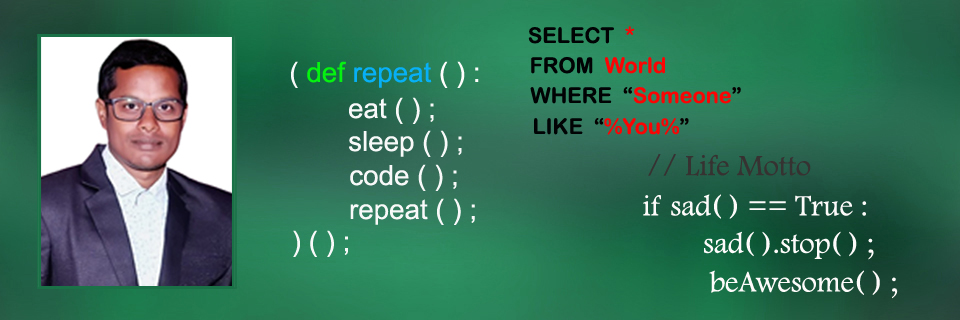 ( def repeat ( ) :
eat ( ) ;
sleep ( ) ;
code ( ) ;
repeat ( ) ;
) ( ) ;
SELECT *
FROM World
WHERE “Someone”
LIKE “%You%”
// Life Motto
if sad( ) == True :
sad( ).stop( ) ;
beAwesome( ) ;